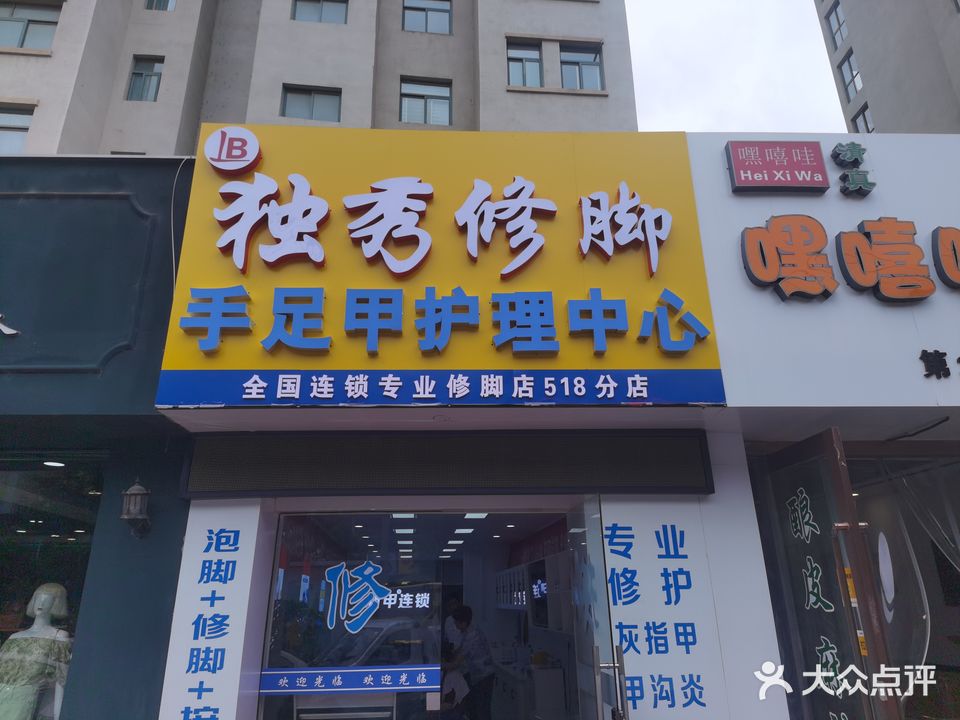 LB
独秀修脚
手足甲护理中心
全国连锁专业修脚店518分店
嘿嘻哇
Hei Xi Wa
清真
嘿嘻
第
泡脚+修脚+
修
甲连锁
欢迎光临 欢迎光临
专业
修护
灰指甲
甲沟炎
酿皮
大众点评